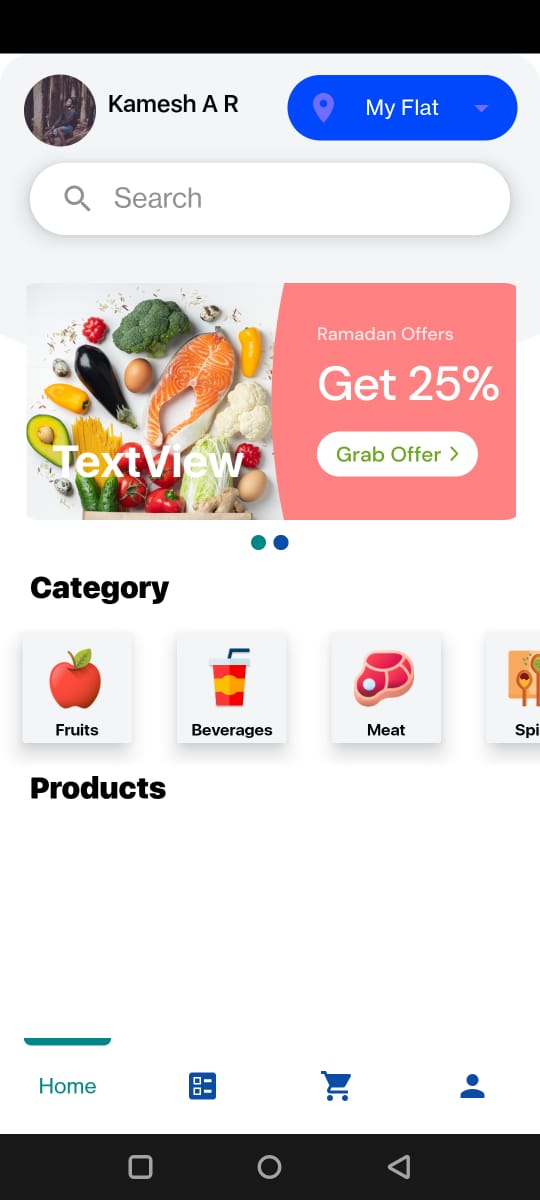 Kamesh A R
My Flat
Search
Ramadan Offers
Get 25%
Grab Offer
TextView
Category
Fruits
Beverages
Meat
Spi
Products
Home